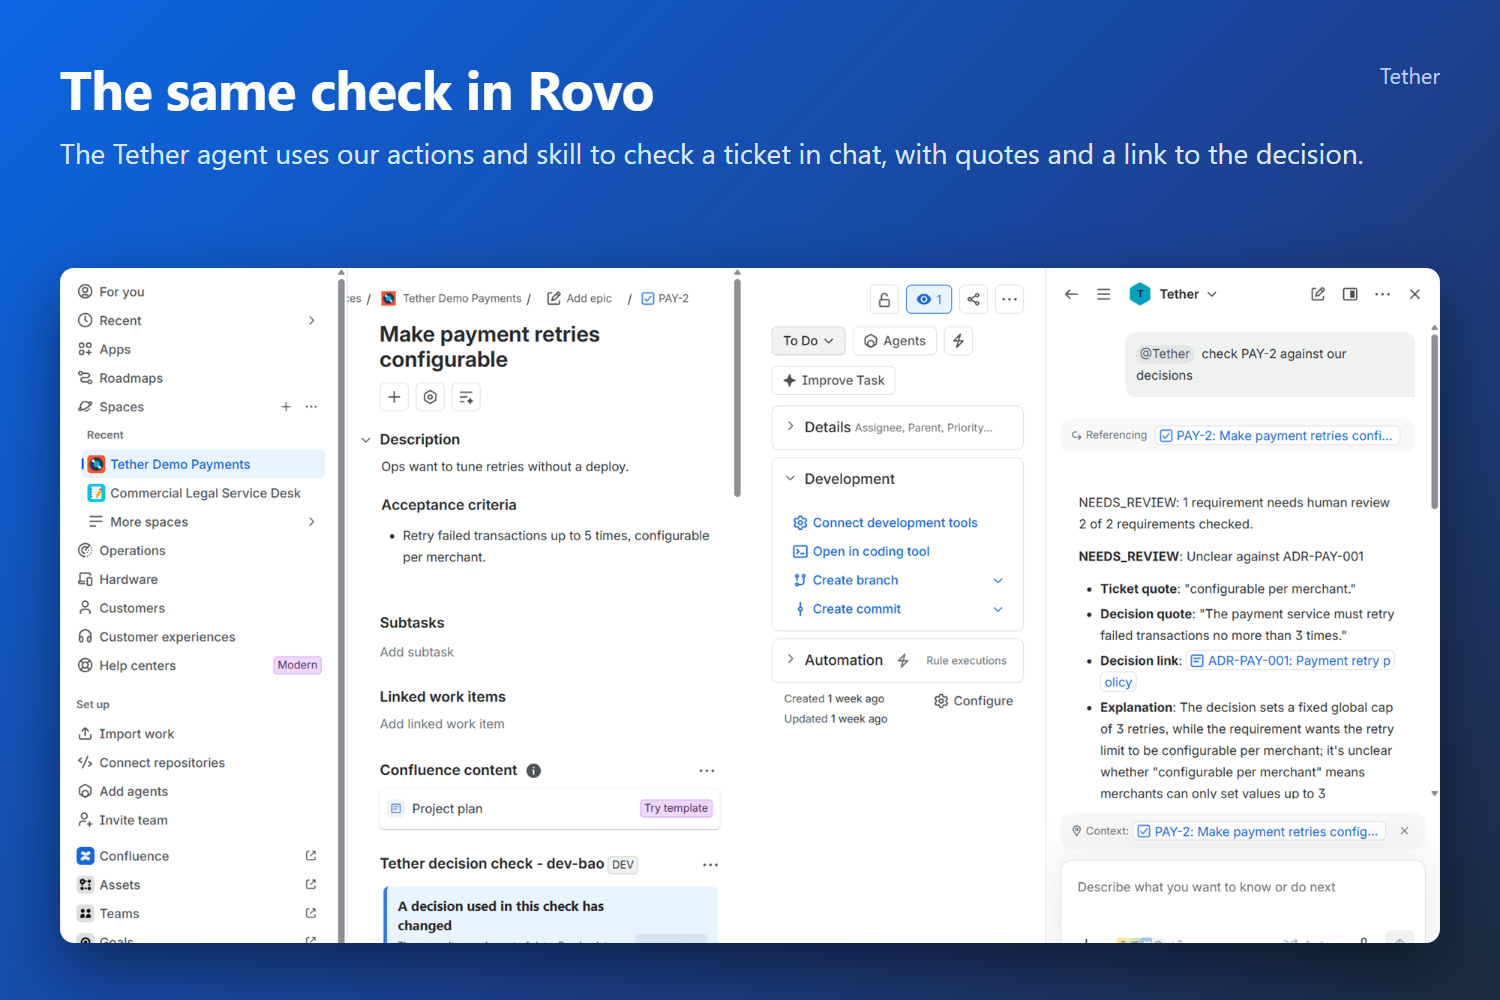 The same check in Rovo
Tether
The Tether agent uses our actions and skill to check a ticket in chat, with quotes and a link to the decision.
For you
Recent
Apps
Roadmaps
Spaces
Recent
Tether Demo Payments
Commercial Legal Service Desk
More spaces
Operations
Hardware
Customers
Customer experiences
Help centers Modern
Set up
Import work
Connect repositories
Add agents
Invite team
Confluence
Assets
Teams
Goals
/ Tether Demo Payments / Add epic / PAY-2
Make payment retries
configurable
Description
Ops want to tune retries without a deploy.
Acceptance criteria
• Retry failed transactions up to 5 times, configurable
per merchant.
Subtasks
Add subtask
Linked work items
Add linked work item
Confluence content
Project plan Try template
Tether decision check - dev-bao DEV
A decision used in this check has
changed
1
To Do
Agents
Improve Task
Details Assignee, Parent, Priority...
Development
Connect development tools
Open in coding tool
Create branch
Create commit
Automation Rule executions
Created 1 week ago
Updated 1 week ago
Configure
T Tether
@Tether check PAY-2 against our
decisions
Referencing PAY-2: Make payment retries confi...
NEEDS_REVIEW: 1 requirement needs human review
2 of 2 requirements checked.
NEEDS_REVIEW: Unclear against ADR-PAY-001
• Ticket quote: "configurable per merchant."
• Decision quote: "The payment service must retry
failed transactions no more than 3 times."
• Decision link: ADR-PAY-001: Payment retry p
olicy
• Explanation: The decision sets a fixed global cap
of 3 retries, while the requirement wants the retry
limit to be configurable per merchant; it's unclear
whether "configurable per merchant" means
merchants can only set values up to 3
Context: PAY-2: Make payment retries config...
Describe what you want to know or do next